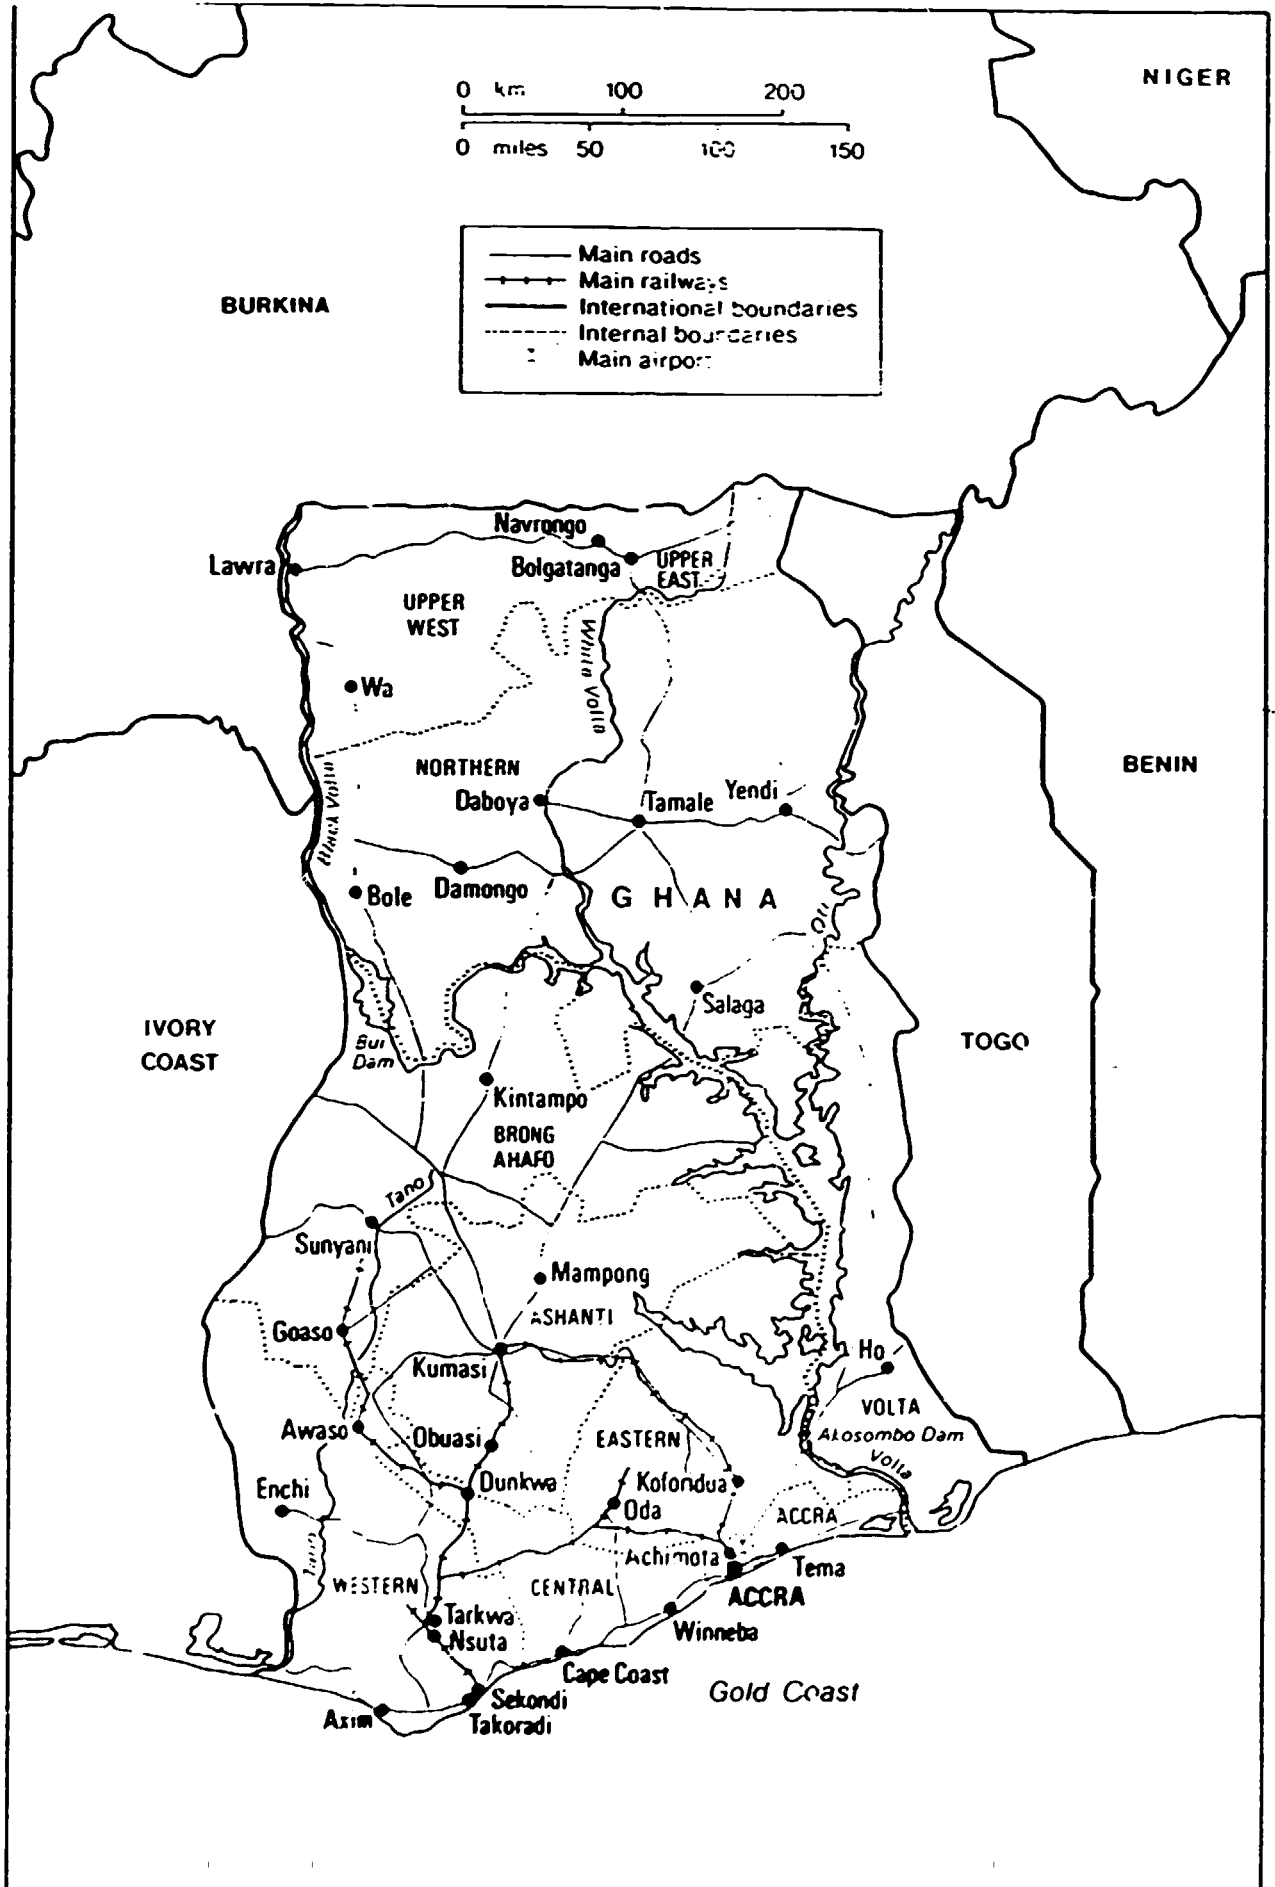 NIGER
0 km 100 200
0 miles 50 100 150
Main roads
Main railways
International boundaries
Internal boundaries
Main airport
BURKINA
Navrongo
Lawra
Bolgatanga
UPPER
EAST
UPPER
WEST
White Volta
Wa
NORTHERN
BENIN
Black Volta
Daboya
Tamale
Yendi
Damongo
Bole
GHANA
Salaga
IVORY
COAST
Bui
Dam
TOGO
Kintampo
BRONG
AHAFO
Tano
Sunyani
Mampong
ASHANTI
Goaso
Kumasi
Ho
VOLTA
Akosombo Dam
Volta
Awaso
Obuasi
EASTERN
Enchi
Dunkwa
Kofondua
Oda
ACCRA
Tano
Achimota
Tema
WESTERN
CENTRAL
ACCRA
Tarkwa
Nsuta
Winneba
Cape Coast
Gold Coast
Sekondi
Axim
Takoradi